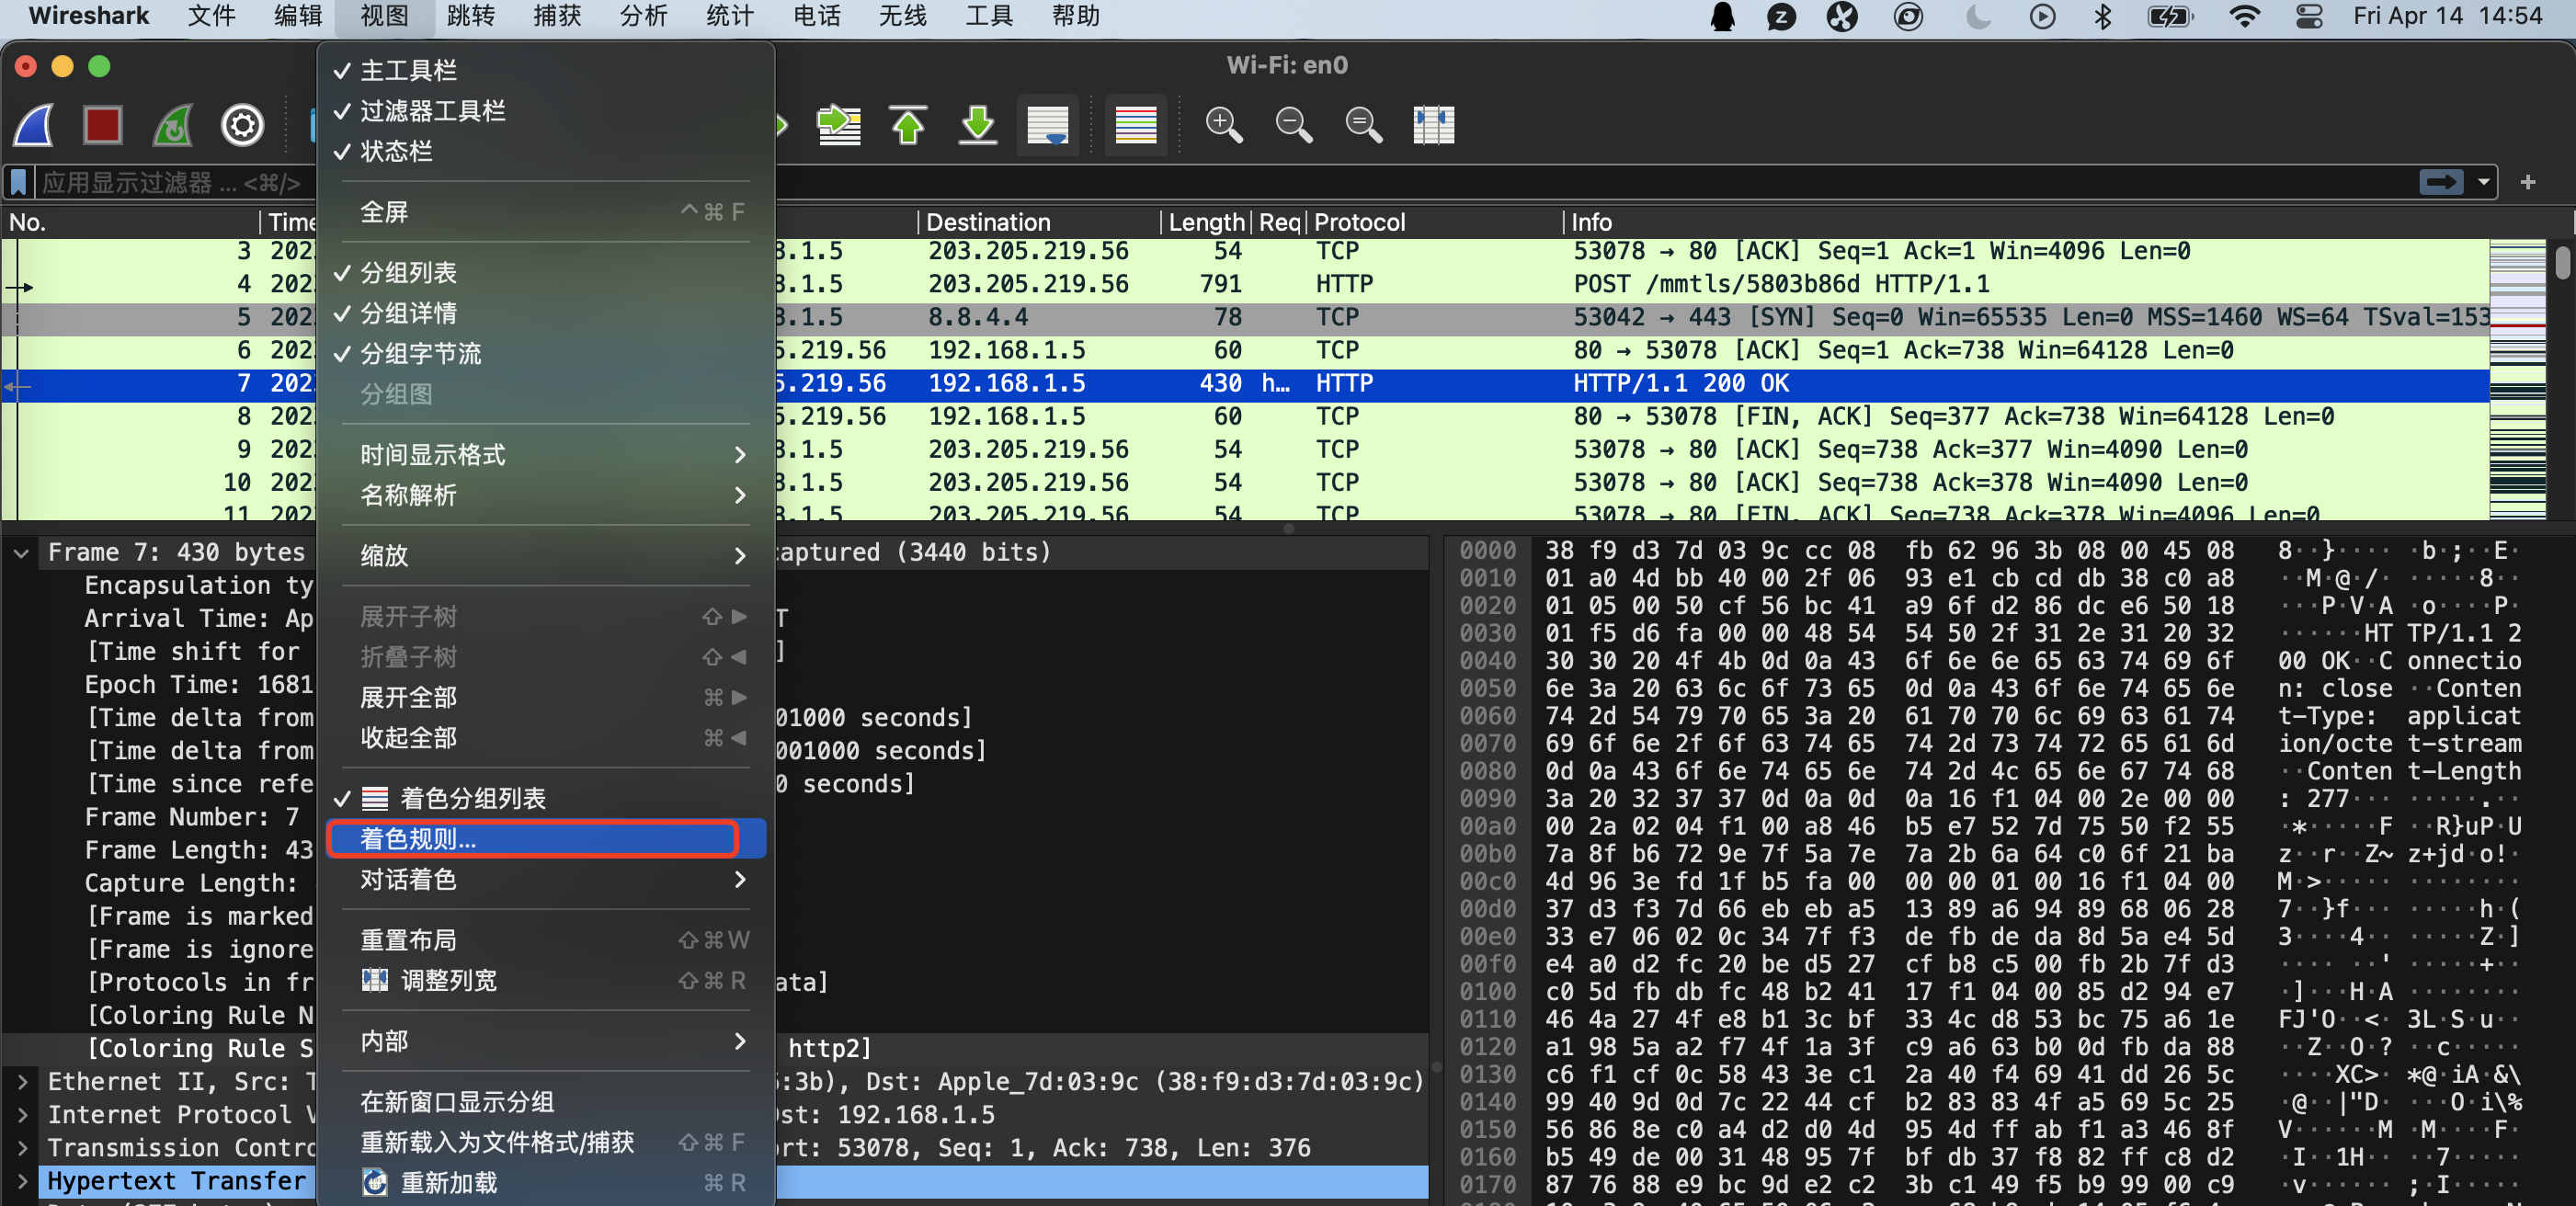 Wireshark 文件 编辑 视图 跳转 捕获 分析 统计 电话 无线 工具 帮助 Fri Apr 14 14:54
Wi-Fi: en0
应用显示过滤器 ... <⌘/>
主工具栏
过滤器工具栏
状态栏
全屏 ^⌘F
分组列表
分组详情
分组字节流
分组图
时间显示格式
名称解析
缩放
展开子树
折叠子树
展开全部
收起全部
着色分组列表
着色规则...
对话着色
重置布局 ⇧⌘W
调整列宽 ⇧⌘R
内部
在新窗口显示分组
重新载入为文件格式/捕获 ⇧⌘F
重新加载 ⌘R
No. Time Destination Length Req Protocol Info
3 202 8.1.5 203.205.219.56 54 TCP 53078 → 80 [ACK] Seq=1 Ack=1 Win=4096 Len=0
4 202 8.1.5 203.205.219.56 791 HTTP POST /mmtls/5803b86d HTTP/1.1
5 202 8.1.5 8.8.4.4 78 TCP 53042 → 443 [SYN] Seq=0 Win=65535 Len=0 MSS=1460 WS=64 TSval=153
6 202 5.219.56 192.168.1.5 60 TCP 80 → 53078 [ACK] Seq=1 Ack=738 Win=64128 Len=0
7 202 5.219.56 192.168.1.5 430 h… HTTP HTTP/1.1 200 OK
8 202 5.219.56 192.168.1.5 60 TCP 80 → 53078 [FIN, ACK] Seq=377 Ack=738 Win=64128 Len=0
9 202 8.1.5 203.205.219.56 54 TCP 53078 → 80 [ACK] Seq=738 Ack=377 Win=4090 Len=0
10 202 8.1.5 203.205.219.56 54 TCP 53078 → 80 [ACK] Seq=738 Ack=378 Win=4090 Len=0
11 202 8.1.5 203.205.219.56 54 TCP 53078 → 80 [FIN, ACK] Seq=738 Ack=378 Win=4096 Len=0
Frame 7: 430 bytes captured (3440 bits)
Encapsulation ty
Arrival Time: Ap T
[Time shift for ]
Epoch Time: 1681
[Time delta from 01000 seconds]
[Time delta from 001000 seconds]
[Time since refe 0 seconds]
Frame Number: 7
Frame Length: 43
Capture Length:
[Frame is marked
[Frame is ignore
[Protocols in fr ata]
[Coloring Rule N
[Coloring Rule S http2]
Ethernet II, Src: T 6:3b), Dst: Apple_7d:03:9c (38:f9:d3:7d:03:9c)
Internet Protocol V Dst: 192.168.1.5
Transmission Contro ort: 53078, Seq: 1, Ack: 738, Len: 376
Hypertext Transfer
0000 38 f9 d3 7d 03 9c cc 08 fb 62 96 3b 08 00 45 08 8··}···· ·b·;··E·
0010 01 a0 4d bb 40 00 2f 06 93 e1 cb cd db 38 c0 a8 ··M·@·/· ·····8··
0020 01 05 00 50 cf 56 bc 41 a9 6f d2 86 dc e6 50 18 ···P·V·A ·o····P·
0030 01 f5 d6 fa 00 00 48 54 54 50 2f 31 2e 31 20 32 ······HT TP/1.1 2
0040 30 30 20 4f 4b 0d 0a 43 6f 6e 6e 65 63 74 69 6f 00 OK··C onnectio
0050 6e 3a 20 63 6c 6f 73 65 0d 0a 43 6f 6e 74 65 6e n: close ··Conten
0060 74 2d 54 79 70 65 3a 20 61 70 70 6c 69 63 61 74 t-Type: applicat
0070 69 6f 6e 2f 6f 63 74 65 74 2d 73 74 72 65 61 6d ion/octe t-stream
0080 0d 0a 43 6f 6e 74 65 6e 74 2d 4c 65 6e 67 74 68 ··Conten t-Length
0090 3a 20 32 37 37 0d 0a 0d 0a 16 f1 04 00 2e 00 00 : 277··· ·····.··
00a0 00 2a 02 04 f1 00 a8 46 b5 e7 52 7d 75 50 f2 55 ·*·····F ··R}uP·U
00b0 7a 8f b6 72 9e 7f 5a 7e 7a 2b 6a 64 c0 6f 21 ba z··r··Z~ z+jd·o!·
00c0 4d 96 3e fd 1f b5 fa 00 00 00 01 00 16 f1 04 00 M·>····· ········
00d0 37 d3 f3 7d 66 eb eb a5 13 89 a6 94 89 68 06 28 7··}f··· ·····h·(
00e0 33 e7 06 02 0c 34 7f f3 de fb de da 8d 5a e4 5d 3····4·· ·····Z·]
00f0 e4 a0 d2 fc 20 be d5 27 cf b8 c5 00 fb 2b 7f d3 ···· ··' ·····+··
0100 c0 5d fb db fc 48 b2 41 17 f1 04 00 85 d2 94 e7 ·]···H·A ········
0110 46 4a 27 4f e8 b1 3c bf 33 4c d8 53 bc 75 a6 1e FJ'O··<· 3L·S·u··
0120 a1 98 5a a2 f7 4f 1a 3f c9 a6 63 b0 0d fb da 88 ··Z··O·? ··c·····
0130 c6 f1 cf 0c 58 43 3e c1 2a 40 f4 69 41 dd 26 5c ····XC>· *@·iA·&\
0140 99 40 9d 0d 7c 22 44 cf b2 83 83 4f a5 69 5c 25 ·@··|"D· ···O·i\%
0150 56 86 8e c0 a4 d2 d0 4d 95 4d ff ab f1 a3 46 8f V······M ·M····F·
0160 b5 49 de 00 31 48 95 7f bf db 37 f8 82 ff c8 d2 ·I··1H·· ··7·····
0170 87 76 88 e9 bc 9d e2 c2 3b c1 49 f5 b9 99 00 c9 ·v······ ;·I·····